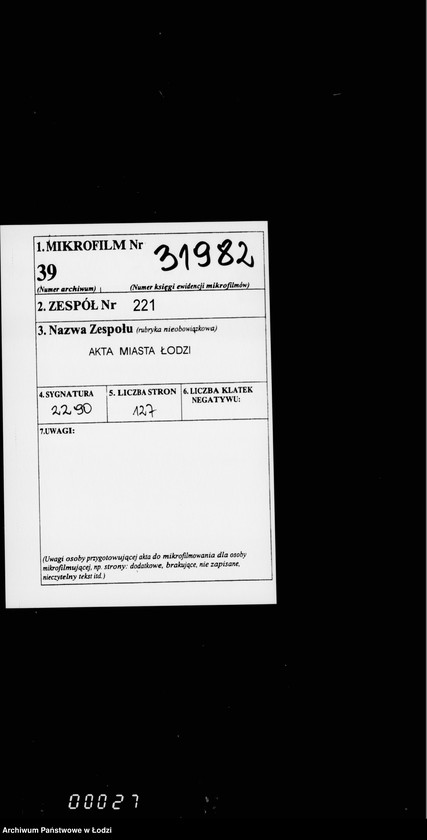 1. MIKROFILM Nr 31982
39
(Numer archiwum) (Numer księgi ewidencji mikrofilmów)
2. ZESPÓŁ Nr 221
3. Nazwa Zespołu (rubryka nieobowiązkowa)
AKTA MIASTA ŁODZI
4. SYGNATURA 5. LICZBA STRON 6. LICZBA KLATEK
NEGATYWU:
2290 127
7. UWAGI:
(Uwagi osoby przygotowującej akta do mikrofilmowania dla osoby
mikrofilmującej, np. strony: dodatkowe, brakujące, nie zapisane,
nieczytelny tekst itd.)
00027
Archiwum Państwowe w Łodzi